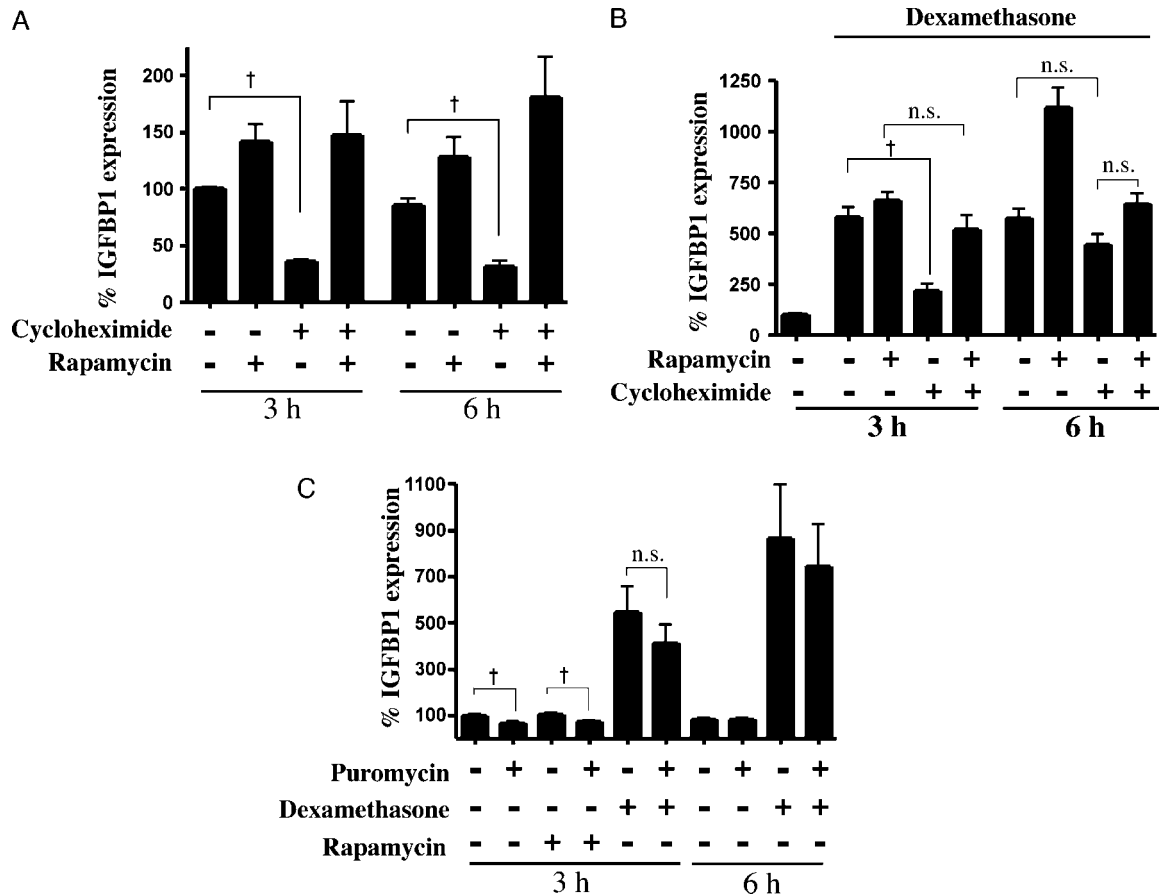 A
% IGFBP1 expression
200
150
100
50
0
†
†
Cycloheximide - - + + - - + +
Rapamycin - + - + - + - +
3 h 6 h
B
Dexamethasone
% IGFBP1 expression
1250
1000
750
500
250
0
n.s.
n.s.
†
n.s.
Rapamycin - - + - + - + - +
Cycloheximide - - - + + - - + +
3 h 6 h
C
% IGFBP1 expression
1100
900
700
500
300
100
n.s.
† †
Puromycin - + - + - + - + - +
Dexamethasone - - - - + + - - + +
Rapamycin - - + + - - - - - -
3 h 6 h